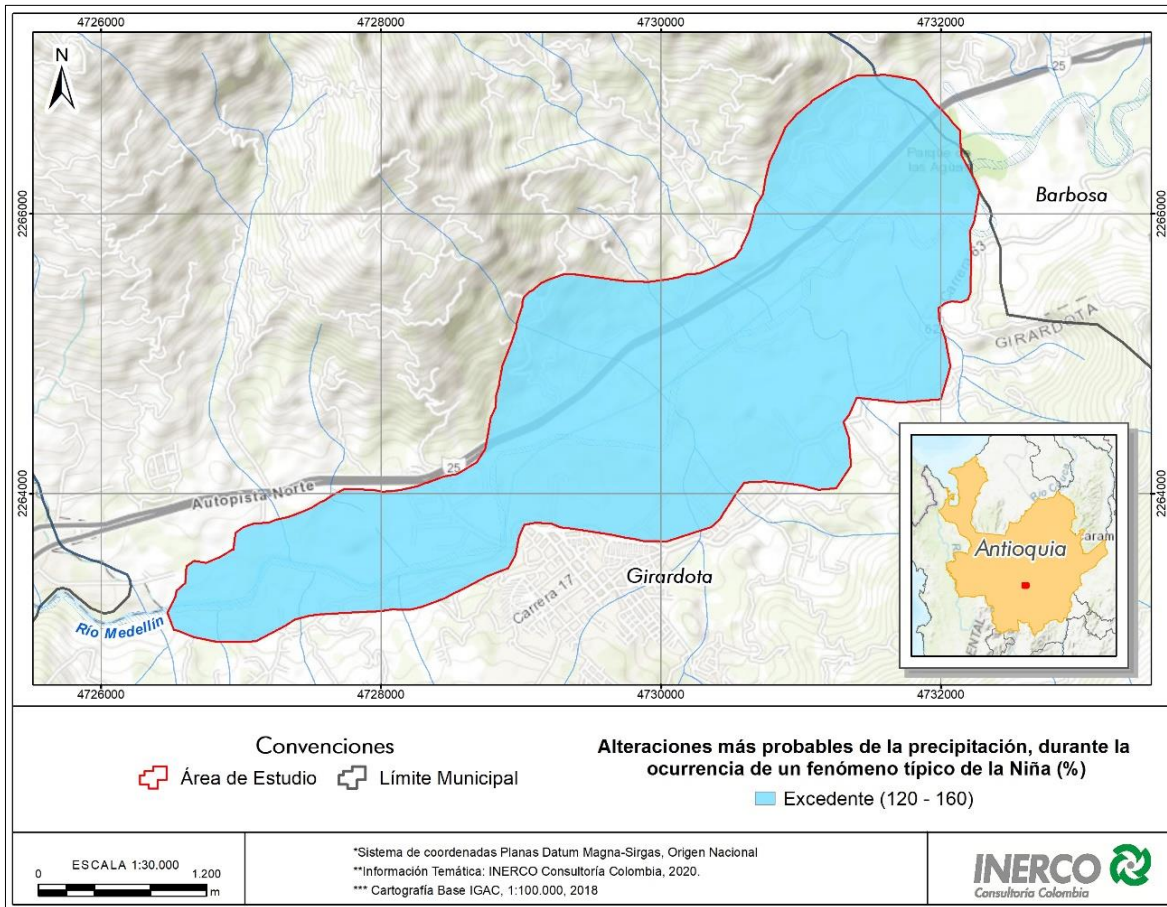 4726000
4728000
4730000
4732000
N
25
Parque de
las Aguas
Barbosa
2266000
2266000
Carrera 63
62
GIRARDOTA
25
Autopista Norte
2264000
2264000
Girardota
Carrera 17
Río Medellín
Antioquia
Caram
ENTAL
4726000
4728000
4730000
4732000
Convenciones
Área de Estudio
Límite Municipal
Alteraciones más probables de la precipitación, durante la
ocurrencia de un fenómeno típico de la Niña (%)
Excedente (120 - 160)
ESCALA 1:30.000
0
1.200
m
*Sistema de coordenadas Planas Datum Magna-Sirgas, Origen Nacional
**Información Temática: INERCO Consultoría Colombia, 2020.
*** Cartografía Base IGAC, 1:100.000, 2018
INERCO
Consultoría Colombia